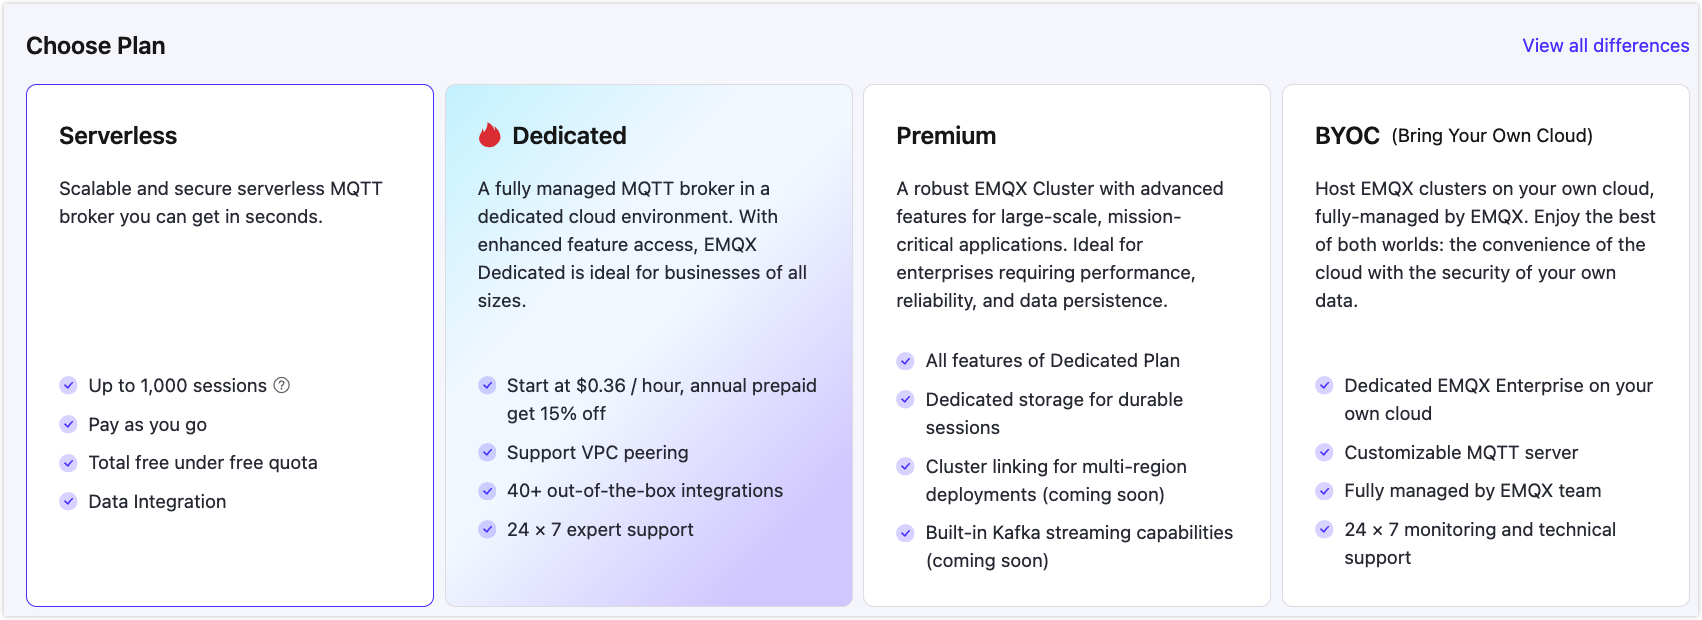 Choose Plan
View all differences
Serverless
Scalable and secure serverless MQTT
broker you can get in seconds.
Up to 1,000 sessions
Pay as you go
Total free under free quota
Data Integration
Dedicated
A fully managed MQTT broker in a
dedicated cloud environment. With
enhanced feature access, EMQX
Dedicated is ideal for businesses of all
sizes.
Start at $0.36 / hour, annual prepaid
get 15% off
Support VPC peering
40+ out-of-the-box integrations
24 × 7 expert support
Premium
A robust EMQX Cluster with advanced
features for large-scale, mission-
critical applications. Ideal for
enterprises requiring performance,
reliability, and data persistence.
All features of Dedicated Plan
Dedicated storage for durable
sessions
Cluster linking for multi-region
deployments (coming soon)
Built-in Kafka streaming capabilities
(coming soon)
BYOC (Bring Your Own Cloud)
Host EMQX clusters on your own cloud,
fully-managed by EMQX. Enjoy the best
of both worlds: the convenience of the
cloud with the security of your own
data.
Dedicated EMQX Enterprise on your
own cloud
Customizable MQTT server
Fully managed by EMQX team
24 × 7 monitoring and technical
support